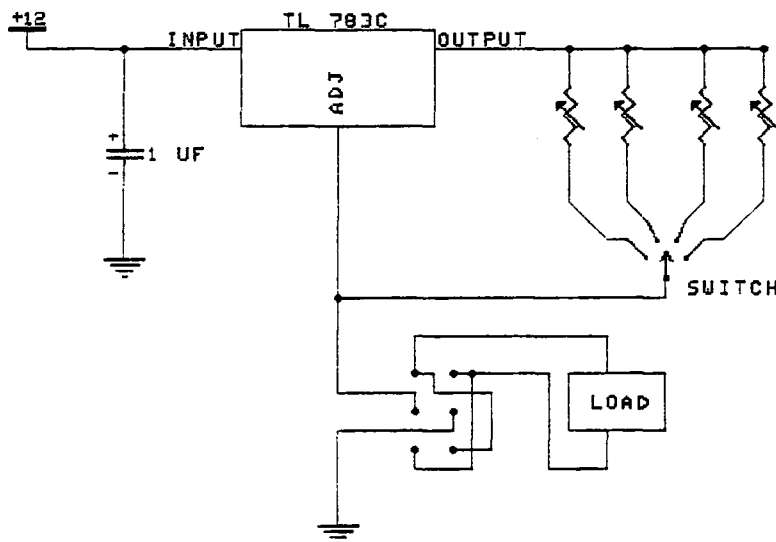 +12
TL 783C
INPUT
OUTPUT
ADJ
+
1 UF
-
SWITCH
LOAD